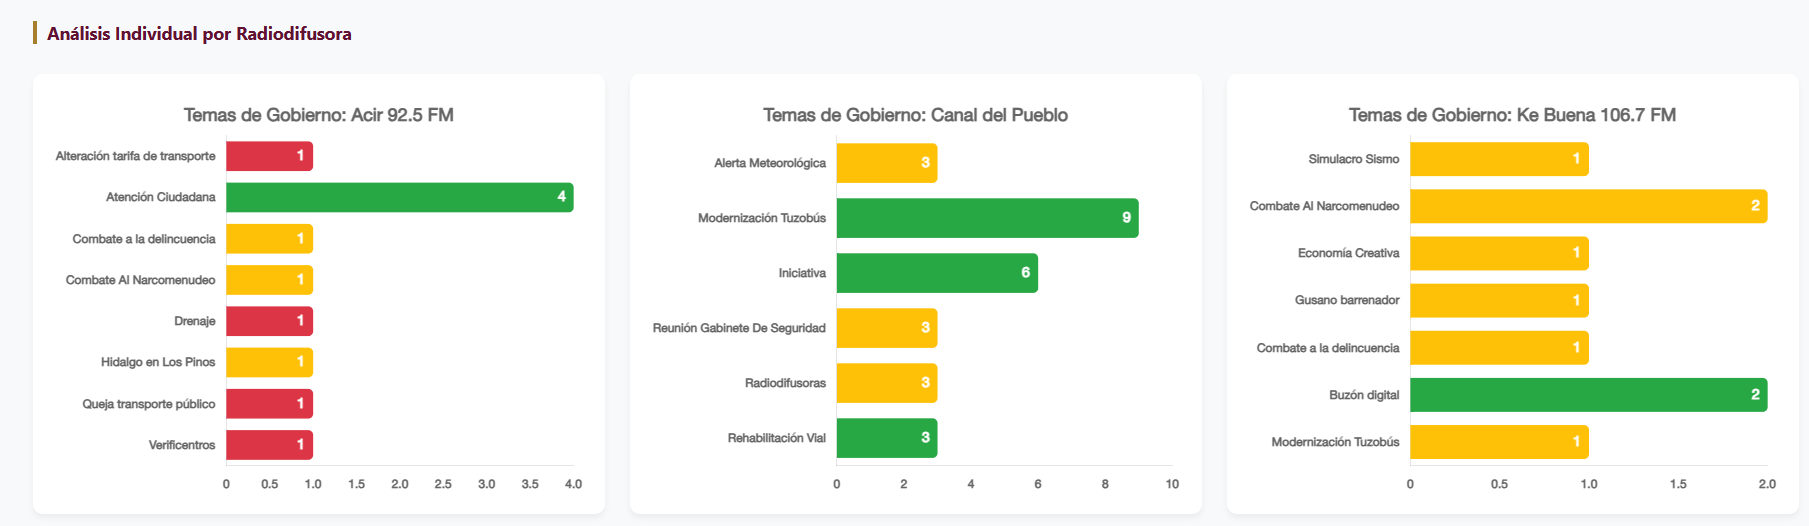 Análisis Individual por Radiodifusora
Temas de Gobierno: Acir 92.5 FM
Alteración tarifa de transporte 1
Atención Ciudadana 4
Combate a la delincuencia 1
Combate Al Narcomenudeo 1
Drenaje 1
Hidalgo en Los Pinos 1
Queja transporte público 1
Verificentros 1
0 0.5 1.0 1.5 2.0 2.5 3.0 3.5 4.0
Temas de Gobierno: Canal del Pueblo
Alerta Meteorológica 3
Modernización Tuzobús 9
Iniciativa 6
Reunión Gabinete De Seguridad 3
Radiodifusoras 3
Rehabilitación Vial 3
0 2 4 6 8 10
Temas de Gobierno: Ke Buena 106.7 FM
Simulacro Sismo 1
Combate Al Narcomenudeo 2
Economía Creativa 1
Gusano barrenador 1
Combate a la delincuencia 1
Buzón digital 2
Modernización Tuzobús 1
0 0.5 1.0 1.5 2.0